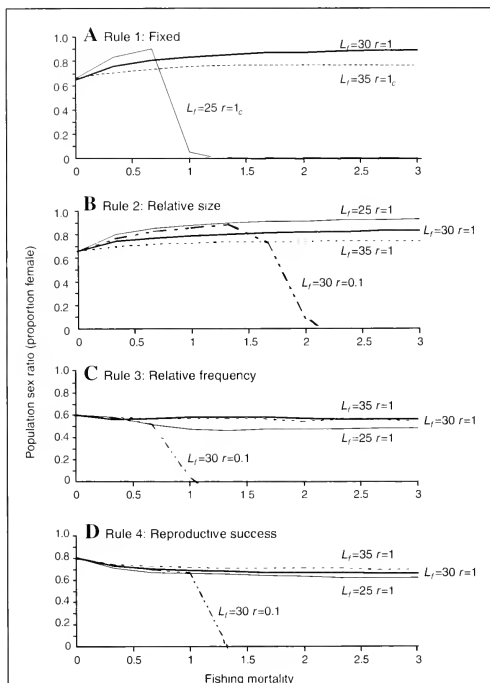 Population sex ratio (proportion female)
A Rule 1: Fixed
1.0
0.8
0.6
0.4
0.2
0
Lf=30 r=1
Lf=35 r=1c
Lf=25 r=1c
0 0.5 1.0 1.5 2 2.5 3
B Rule 2: Relative size
1.0
0.8
0.6
0.4
0.2
0
Lf=25 r=1
Lf=30 r=1
Lf=35 r=1
Lf=30 r=0.1
0 0.5 1 1.5 2 2.5 3
C Rule 3: Relative frequency
1.0
0.8
0.6
0.4
0.2
0
Lf=35 r=1
Lf=30 r=1
Lf=25 r=1
Lf=30 r=0.1
0 0.5 1 1.5 2 2.5 3
D Rule 4: Reproductive success
1.0
0.8
0.6
0.4
0.2
0
Lf=35 r=1
Lf=30 r=1
Lf=25 r=1
Lf=30 r=0.1
0 0.5 1 1.5 2 2.5 3
Fishing mortality